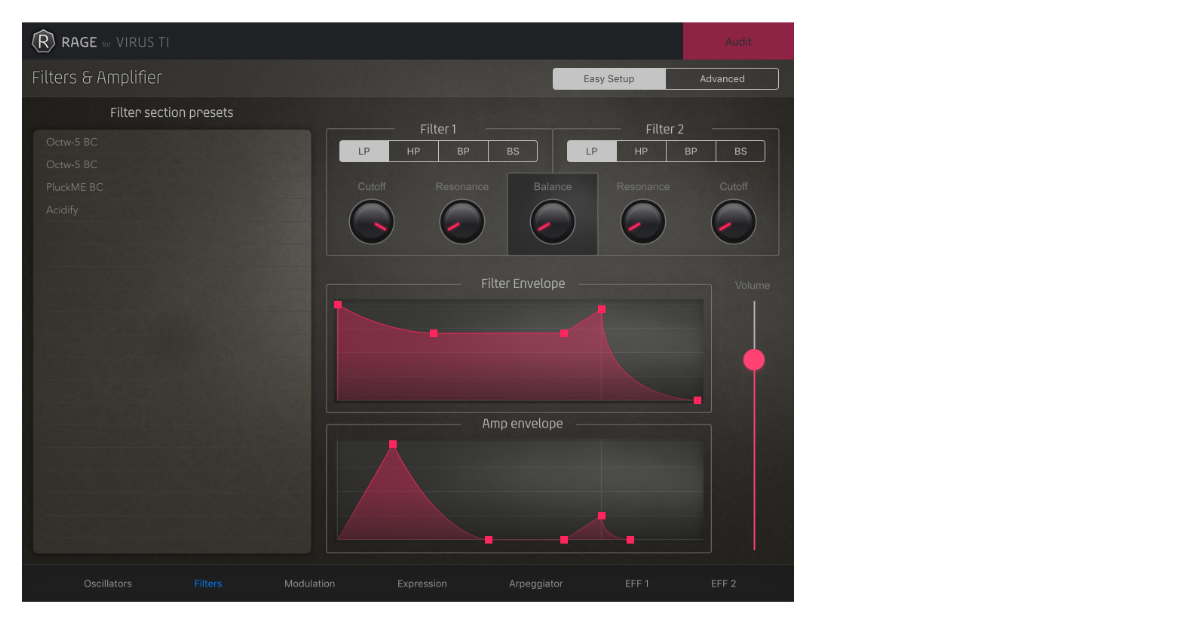 R RAGE for VIRUS TI
Audit
Filters & Amplifier
Easy Setup Advanced
Filter section presets
Octw-5 BC
Octw-5 BC
PluckME BC
Acidify
Filter 1 Filter 2
LP HP BP BS LP HP BP BS
Cutoff Resonance Balance Resonance Cutoff
Filter Envelope
Volume
Amp envelope
Oscillators Filters Modulation Expression Arpeggiator EFF 1 EFF 2